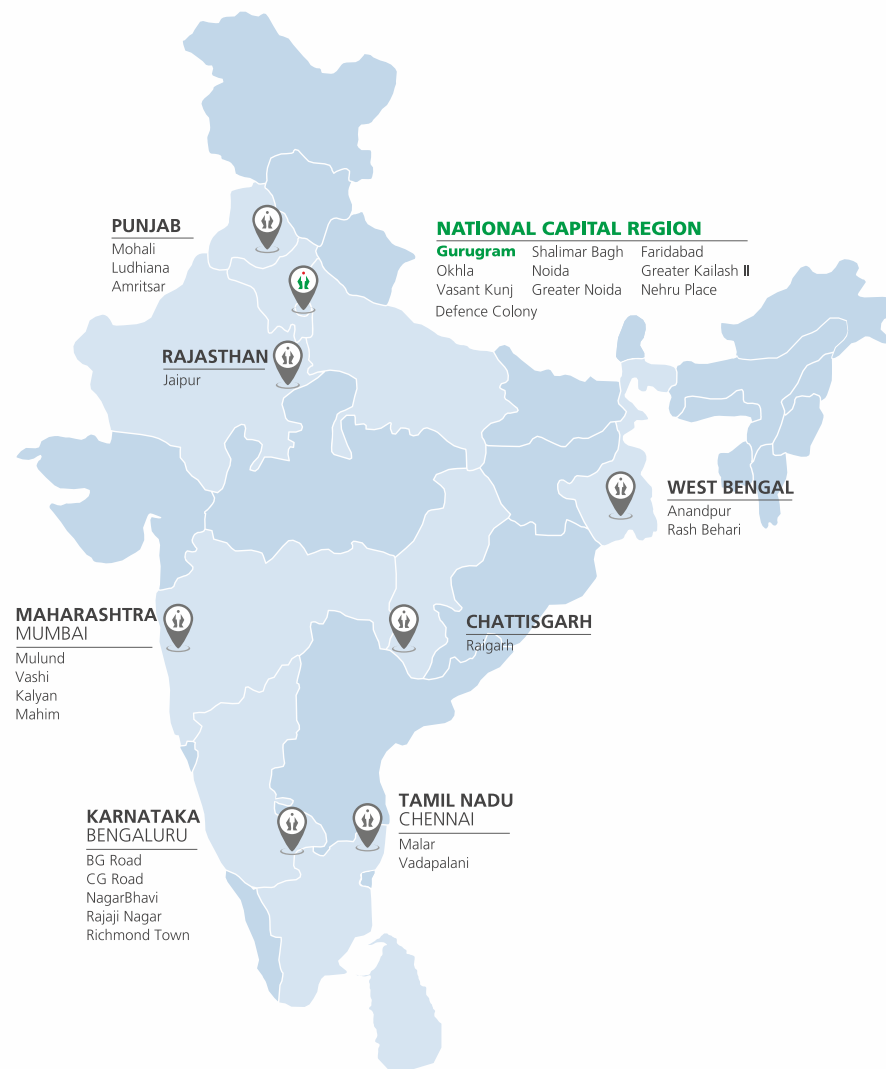 PUNJAB
Mohali
Ludhiana
Amritsar
NATIONAL CAPITAL REGION
Gurugram Shalimar Bagh Faridabad
Okhla Noida Greater Kailash II
Vasant Kunj Greater Noida Nehru Place
Defence Colony
RAJASTHAN
Jaipur
WEST BENGAL
Anandpur
Rash Behari
MAHARASHTRA
MUMBAI
Mulund
Vashi
Kalyan
Mahim
CHATTISGARH
Raigarh
KARNATAKA
BENGALURU
BG Road
CG Road
NagarBhavi
Rajaji Nagar
Richmond Town
TAMIL NADU
CHENNAI
Malar
Vadapalani